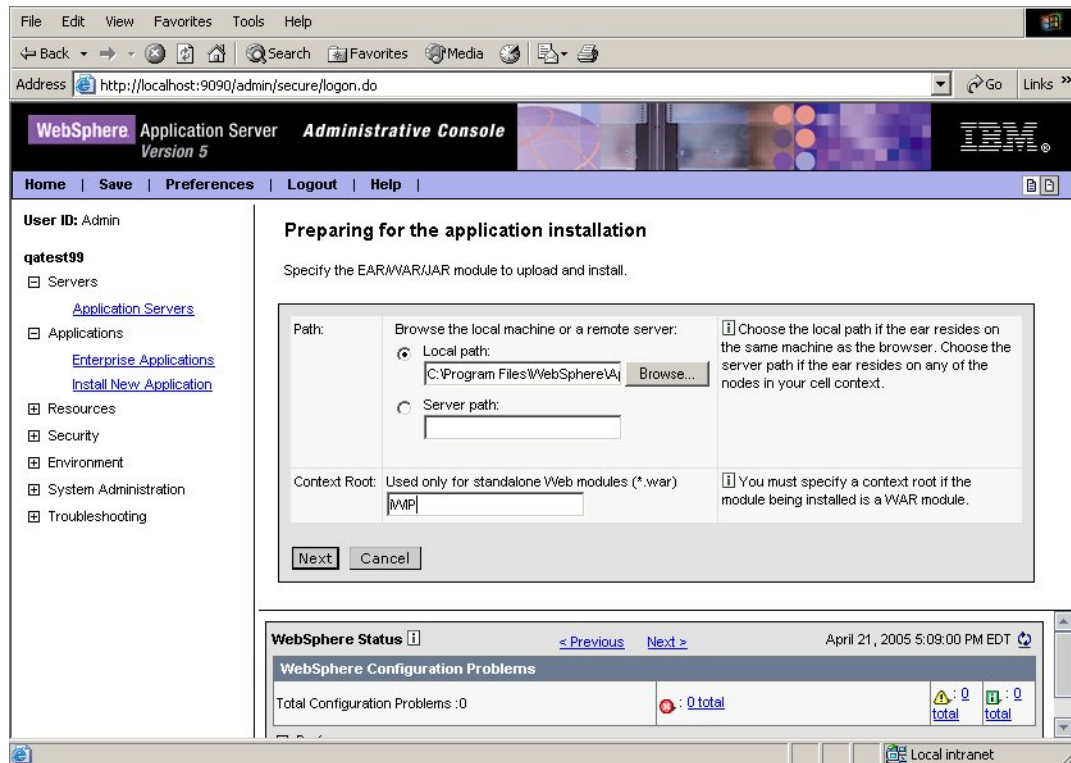 File Edit View Favorites Tools Help
Back Search Favorites Media
Address http://localhost:9090/admin/secure/logon.do Go Links »
WebSphere Application Server Administrative Console
Version 5
IBM®
Home | Save | Preferences | Logout | Help |
User ID: Admin
qatest99
Servers
Application Servers
Applications
Enterprise Applications
Install New Application
Resources
Security
Environment
System Administration
Troubleshooting
Preparing for the application installation
Specify the EAR/WAR/JAR module to upload and install.
Path:
Browse the local machine or a remote server:
Local path:
C:\Program Files\WebSphere\Ap Browse...
Server path:
i Choose the local path if the ear resides on
the same machine as the browser. Choose the
server path if the ear resides on any of the
nodes in your cell context.
Context Root: Used only for standalone Web modules (*.war)
i You must specify a context root if the
module being installed is a WAR module.
Next Cancel
WebSphere Status i < Previous Next > April 21, 2005 5:09:00 PM EDT
WebSphere Configuration Problems
Total Configuration Problems :0 : 0 total : 0 total : 0 total
Local intranet